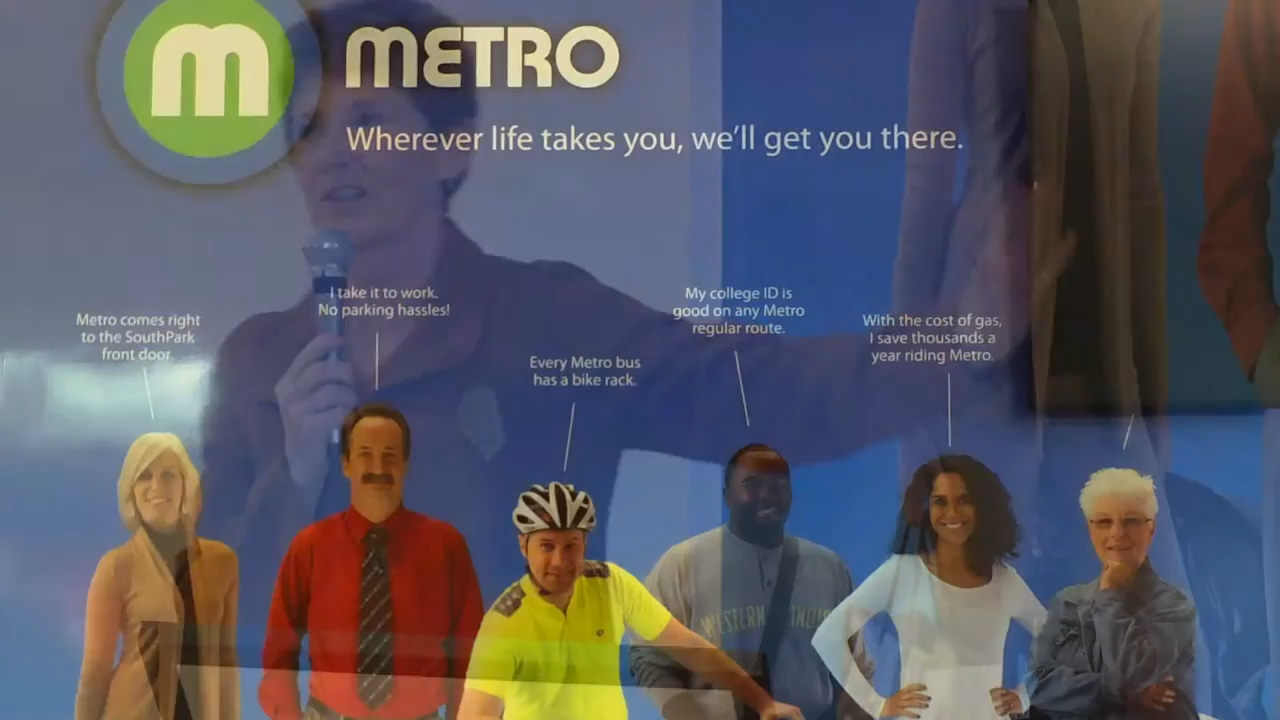 m METRO
Wherever life takes you, we'll get you there.
Metro comes right
to the SouthPark
front door.
I take it to work.
No parking hassles!
Every Metro bus
has a bike rack.
My college ID is
good on any Metro
regular route.
With the cost of gas,
I save thousands a
year riding Metro.
WESTERN